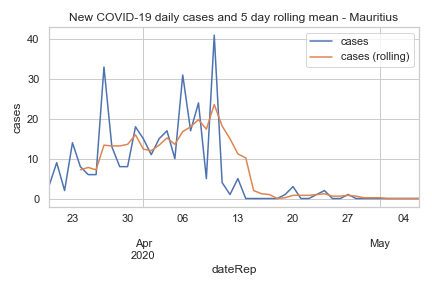 New COVID-19 daily cases and 5 day rolling mean - Mauritius
cases
cases (rolling)
cases
40
30
20
10
0
23 30 06 13 20 27 04
Apr May
2020
dateRep